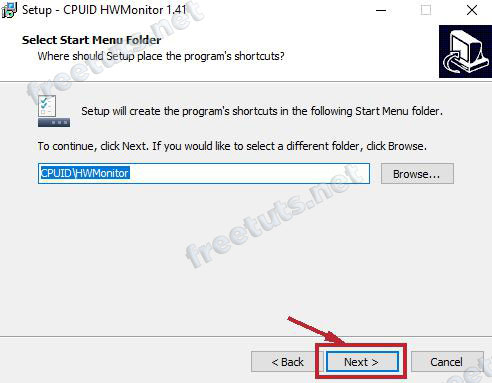 Setup - CPUID HWMonitor 1.41
Select Start Menu Folder
Where should Setup place the program's shortcuts?
Setup will create the program's shortcuts in the following Start Menu folder.
To continue, click Next. If you would like to select a different folder, click Browse.
CPUID\HWMonitor
Browse...
< Back
Next >
Cancel
freetuts.net
freetuts.net
freetuts.net